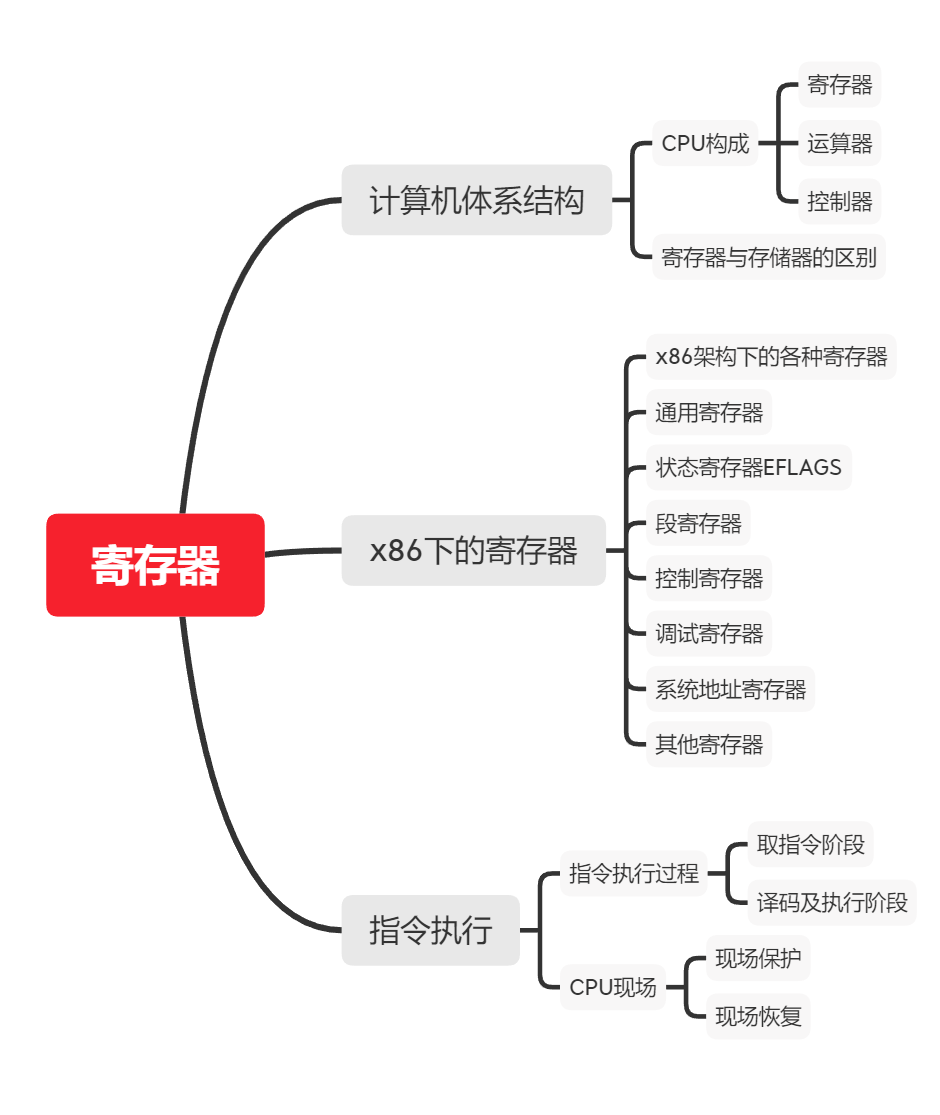 寄存器
计算机体系结构
CPU构成
寄存器
运算器
控制器
寄存器与存储器的区别
x86下的寄存器
x86架构下的各种寄存器
通用寄存器
状态寄存器EFLAGS
段寄存器
控制寄存器
调试寄存器
系统地址寄存器
其他寄存器
指令执行
指令执行过程
取指令阶段
译码及执行阶段
CPU现场
现场保护
现场恢复